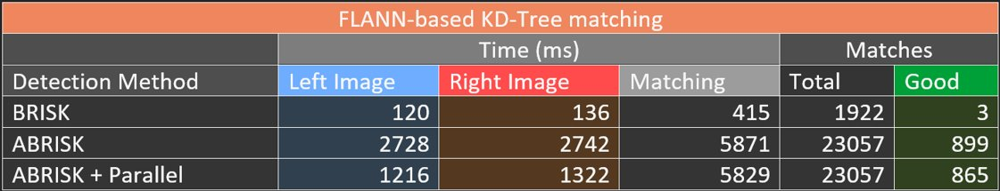 FLANN-based KD-Tree matching
Time (ms) Matches
Detection Method Left Image Right Image Matching Total Good
BRISK 120 136 415 1922 3
ABRISK 2728 2742 5871 23057 899
ABRISK + Parallel 1216 1322 5829 23057 865